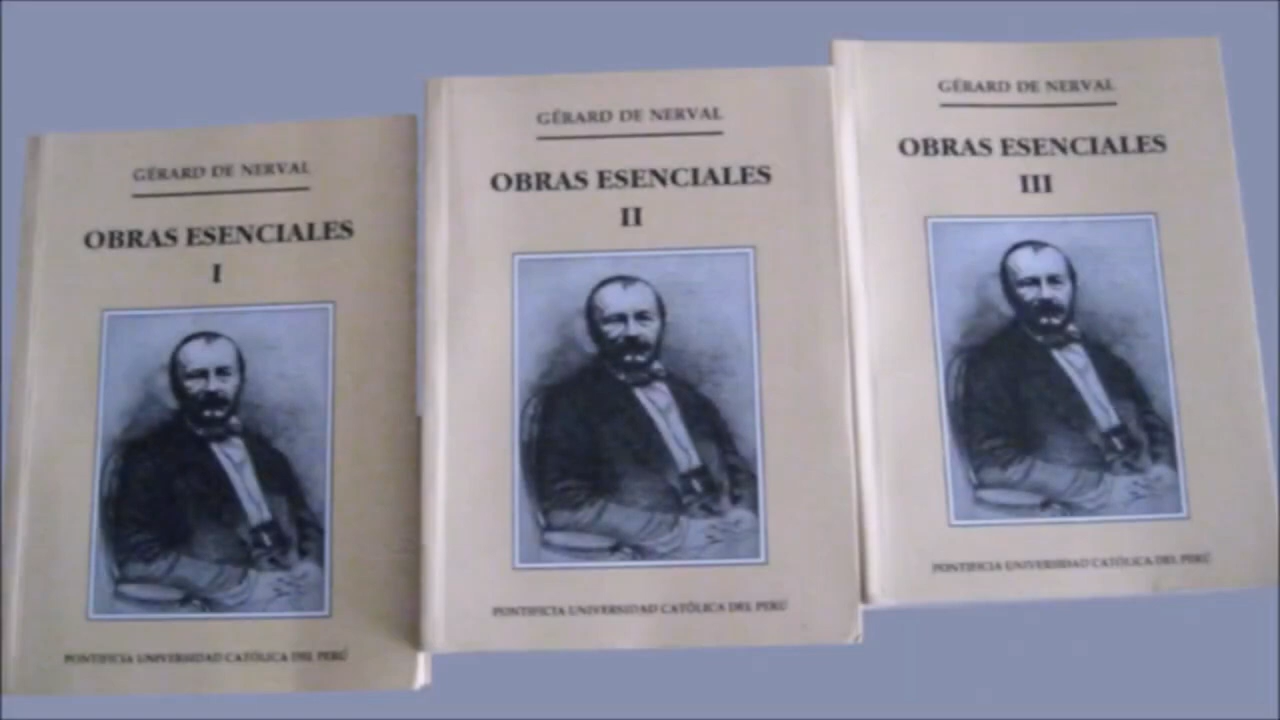 GÉRARD DE NERVAL
OBRAS ESENCIALES
I
PONTIFICIA UNIVERSIDAD CATÓLICA DEL PERÚ
GÉRARD DE NERVAL
OBRAS ESENCIALES
II
PONTIFICIA UNIVERSIDAD CATÓLICA DEL PERÚ
GÉRARD DE NERVAL
OBRAS ESENCIALES
III
PONTIFICIA UNIVERSIDAD CATÓLICA DEL PERÚ